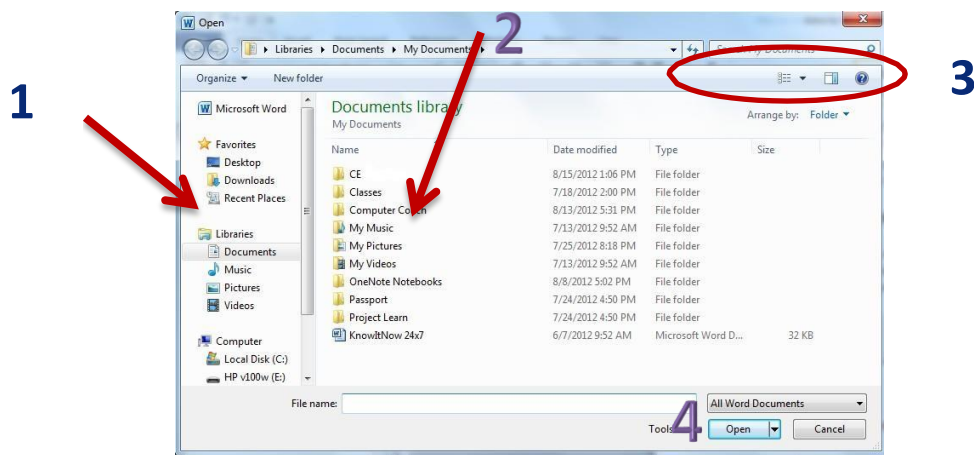 Open
2
Libraries Documents My Documents
Search My Documents
Organize New folder
3
1
Microsoft Word
Favorites
Desktop
Downloads
Recent Places
Libraries
Documents
Music
Pictures
Videos
Computer
Local Disk (C:)
HP v100w (E:)
Documents library
My Documents
Arrange by: Folder
Name Date modified Type Size
CE 8/15/2012 1:06 PM File folder
Classes 7/18/2012 2:00 PM File folder
Computer Coach 8/13/2012 5:31 PM File folder
My Music 7/13/2012 9:52 AM File folder
My Pictures 7/25/2012 8:18 PM File folder
My Videos 7/13/2012 9:52 AM File folder
OneNote Notebooks 8/8/2012 5:02 PM File folder
Passport 7/24/2012 4:50 PM File folder
Project Learn 7/24/2012 4:50 PM File folder
KnowItNow 24x7 6/7/2012 9:52 AM Microsoft Word D... 32 KB
File name: All Word Documents
Tools 4 Open Cancel